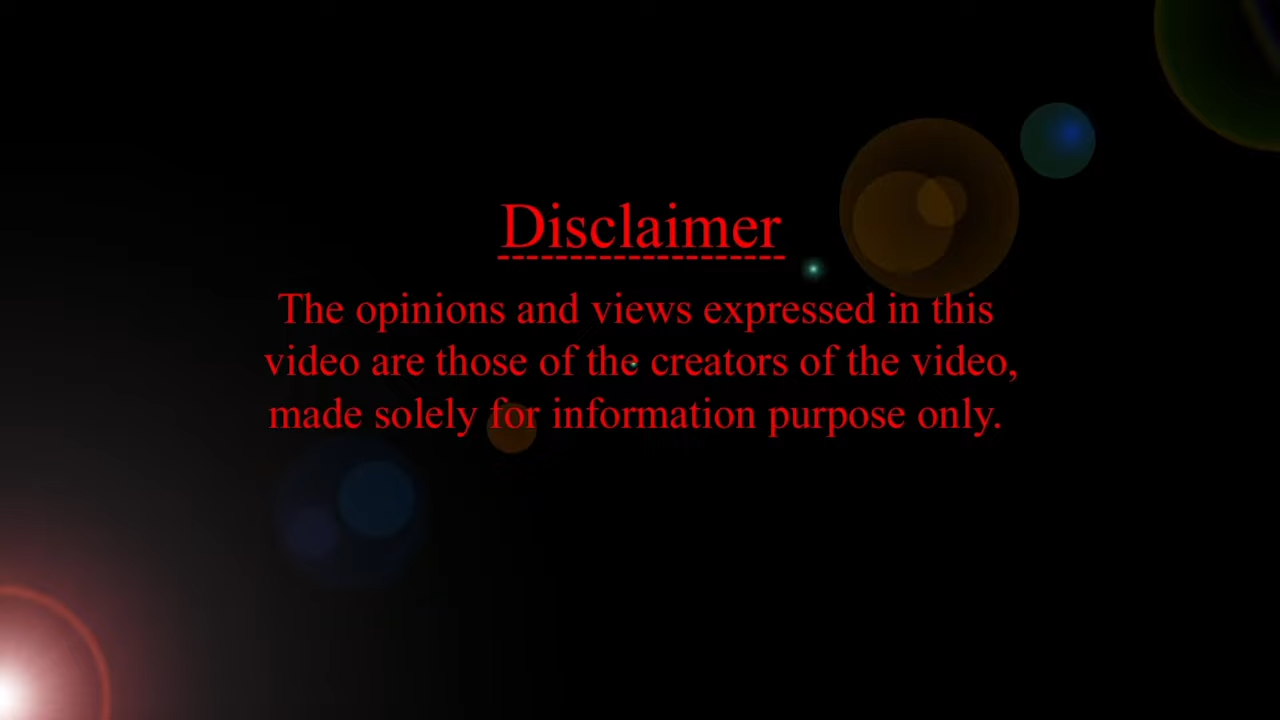 Disclaimer
The opinions and views expressed in this
video are those of the creators of the video,
made solely for information purpose only.